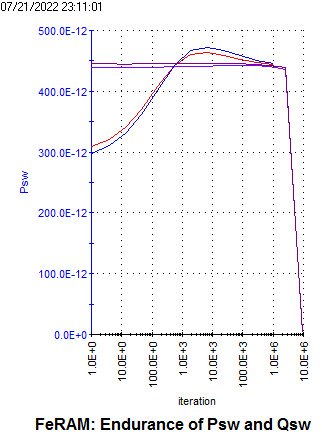 07/21/2022 23:11:01
500.0E-12
400.0E-12
300.0E-12
200.0E-12
100.0E-12
0.0E+0
Psw
1.0E+0
10.0E+0
100.0E+0
1.0E+3
10.0E+3
100.0E+3
1.0E+6
10.0E+6
iteration
FeRAM: Endurance of Psw and Qsw